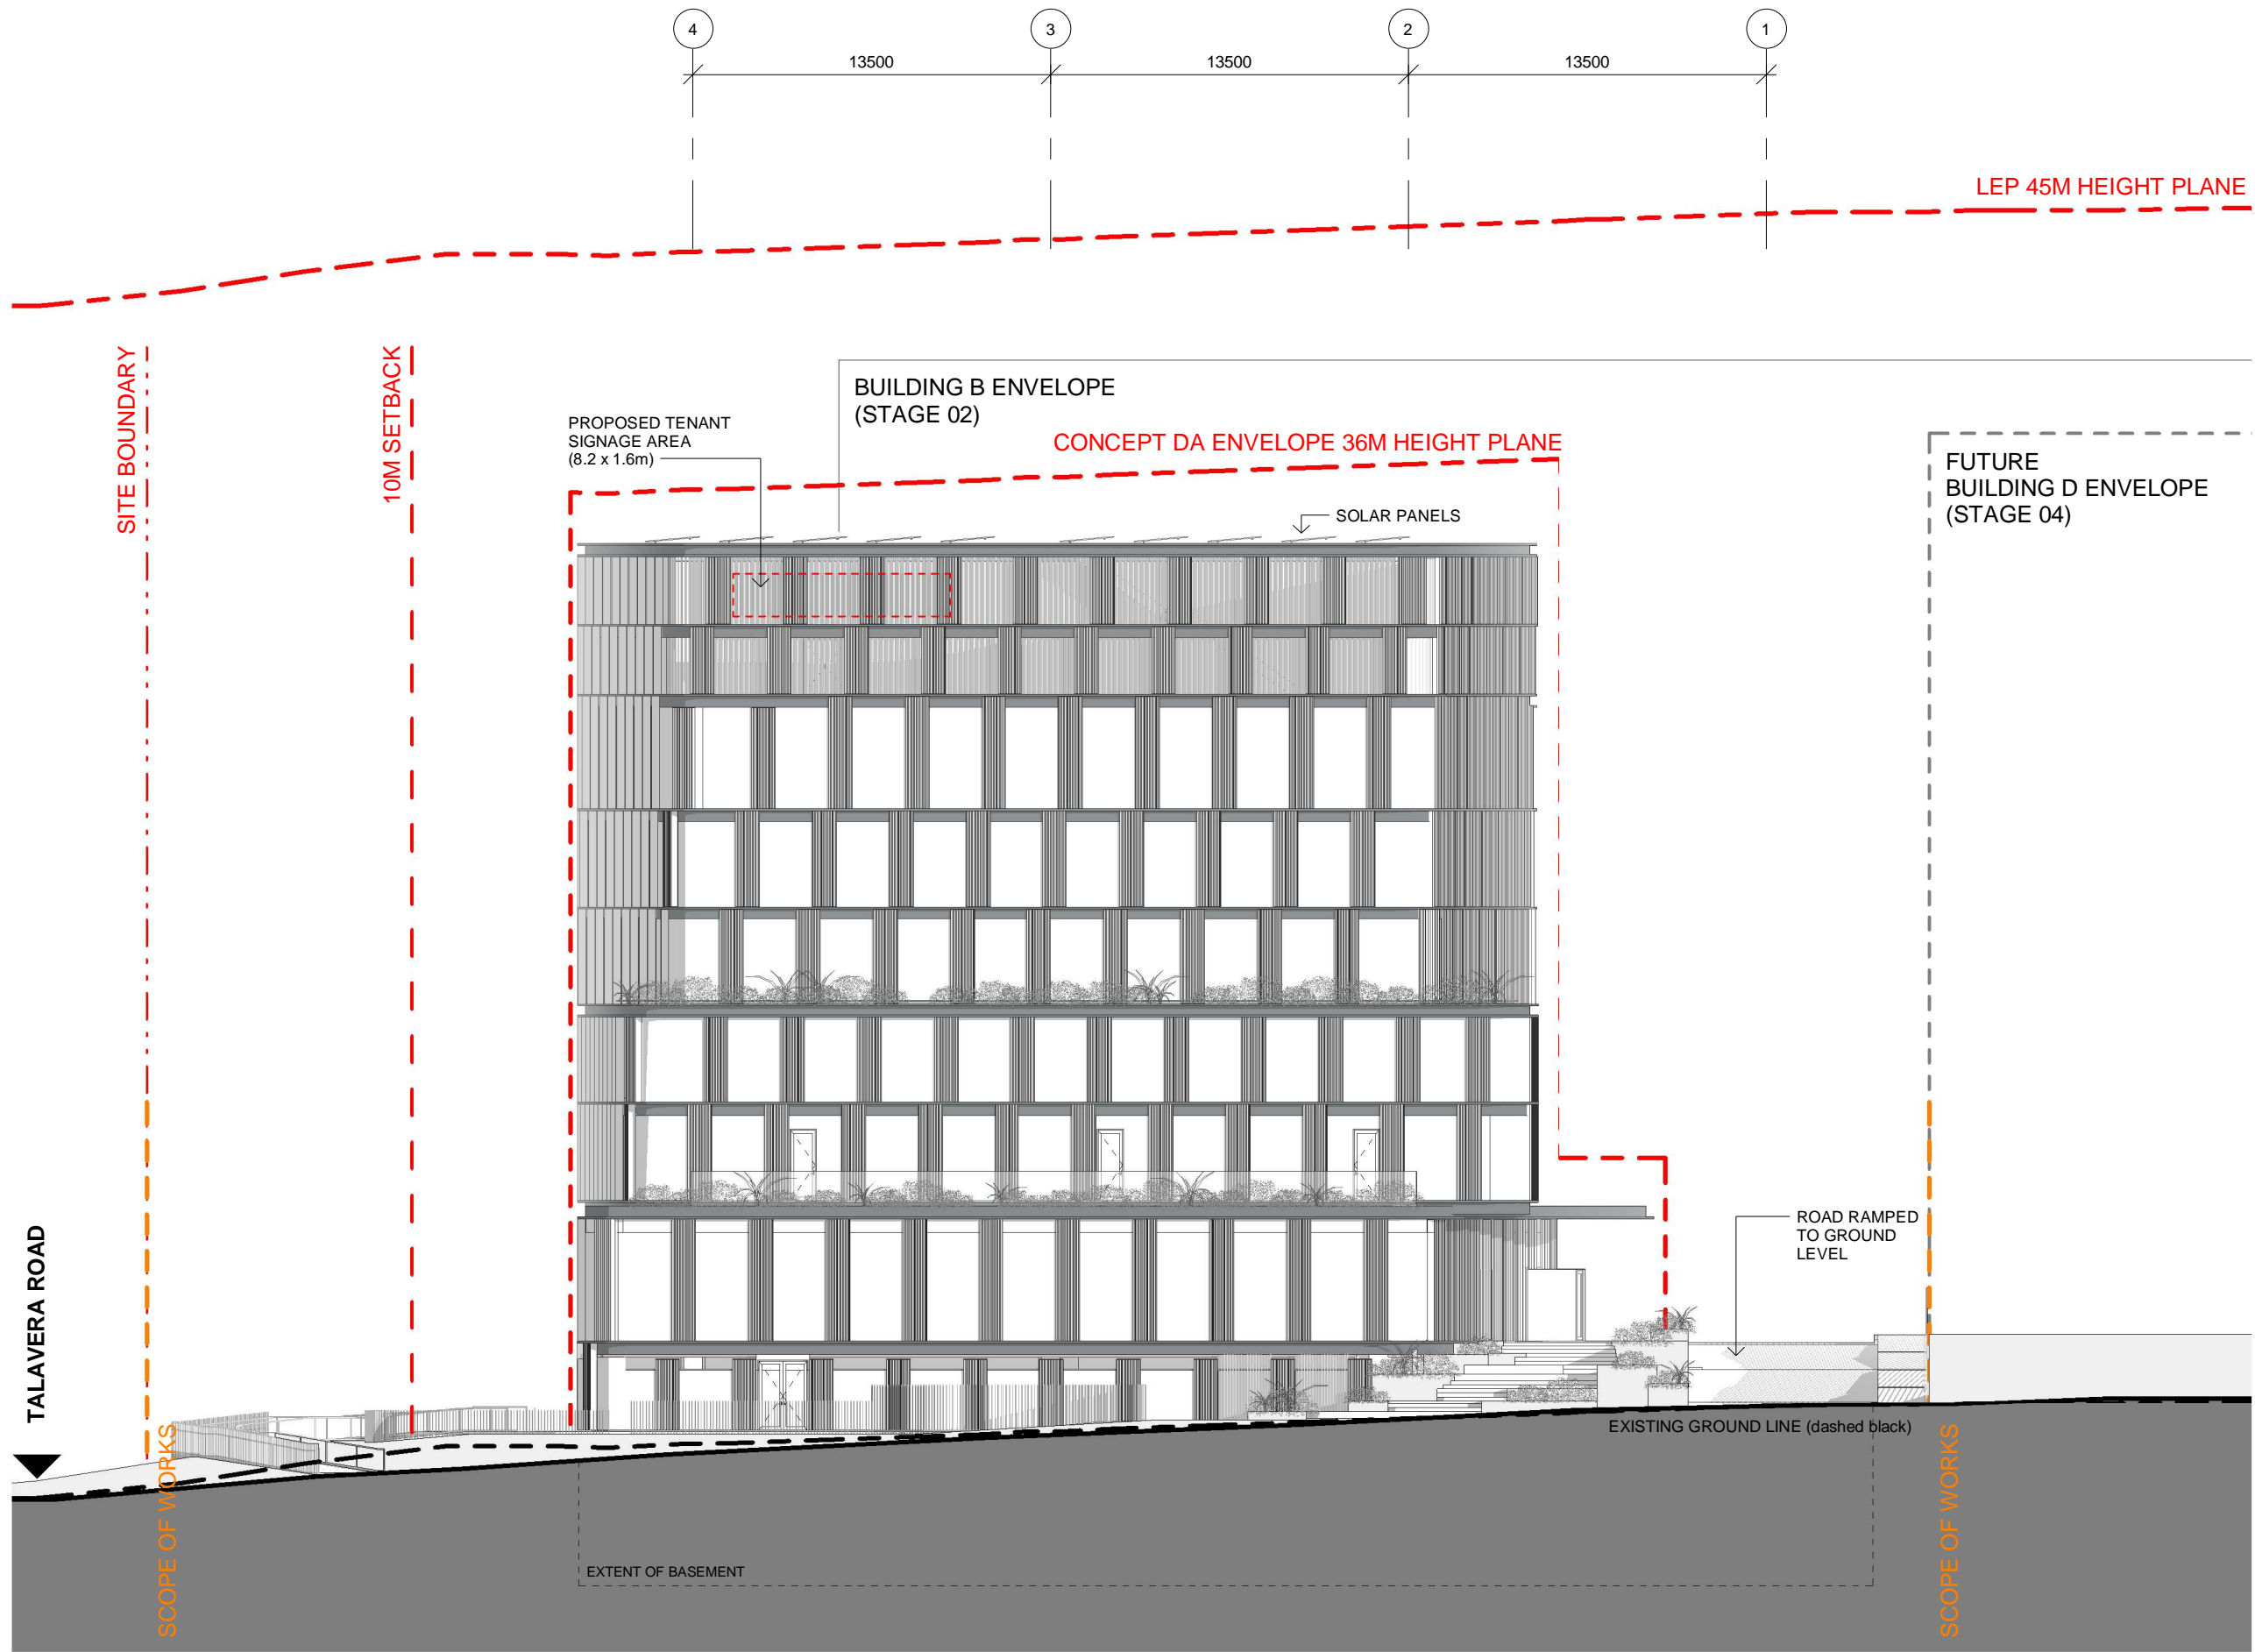 4
3
2
1
13500
13500
13500
LEP 45M HEIGHT PLANE
SITE BOUNDARY
10M SETBACK
BUILDING B ENVELOPE
(STAGE 02)
PROPOSED TENANT
SIGNAGE AREA
(8.2 x 1.6m)
CONCEPT DA ENVELOPE 36M HEIGHT PLANE
SOLAR PANELS
FUTURE
BUILDING D ENVELOPE
(STAGE 04)
TALAVERA ROAD
ROAD RAMPED
TO GROUND
LEVEL
EXISTING GROUND LINE (dashed black)
SCOPE OF WORKS
SCOPE OF WORKS
EXTENT OF BASEMENT